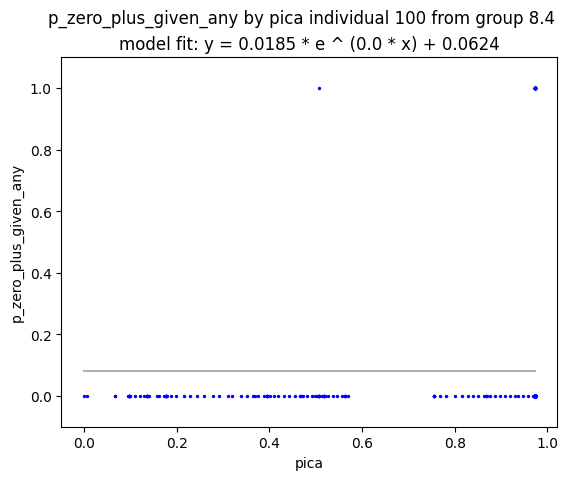 p_zero_plus_given_any by pica individual 100 from group 8.4
model fit: y = 0.0185 * e ^ (0.0 * x) + 0.0624
1.0
0.8
0.6
0.4
0.2
0.0
p_zero_plus_given_any
0.0 0.2 0.4 0.6 0.8 1.0
pica